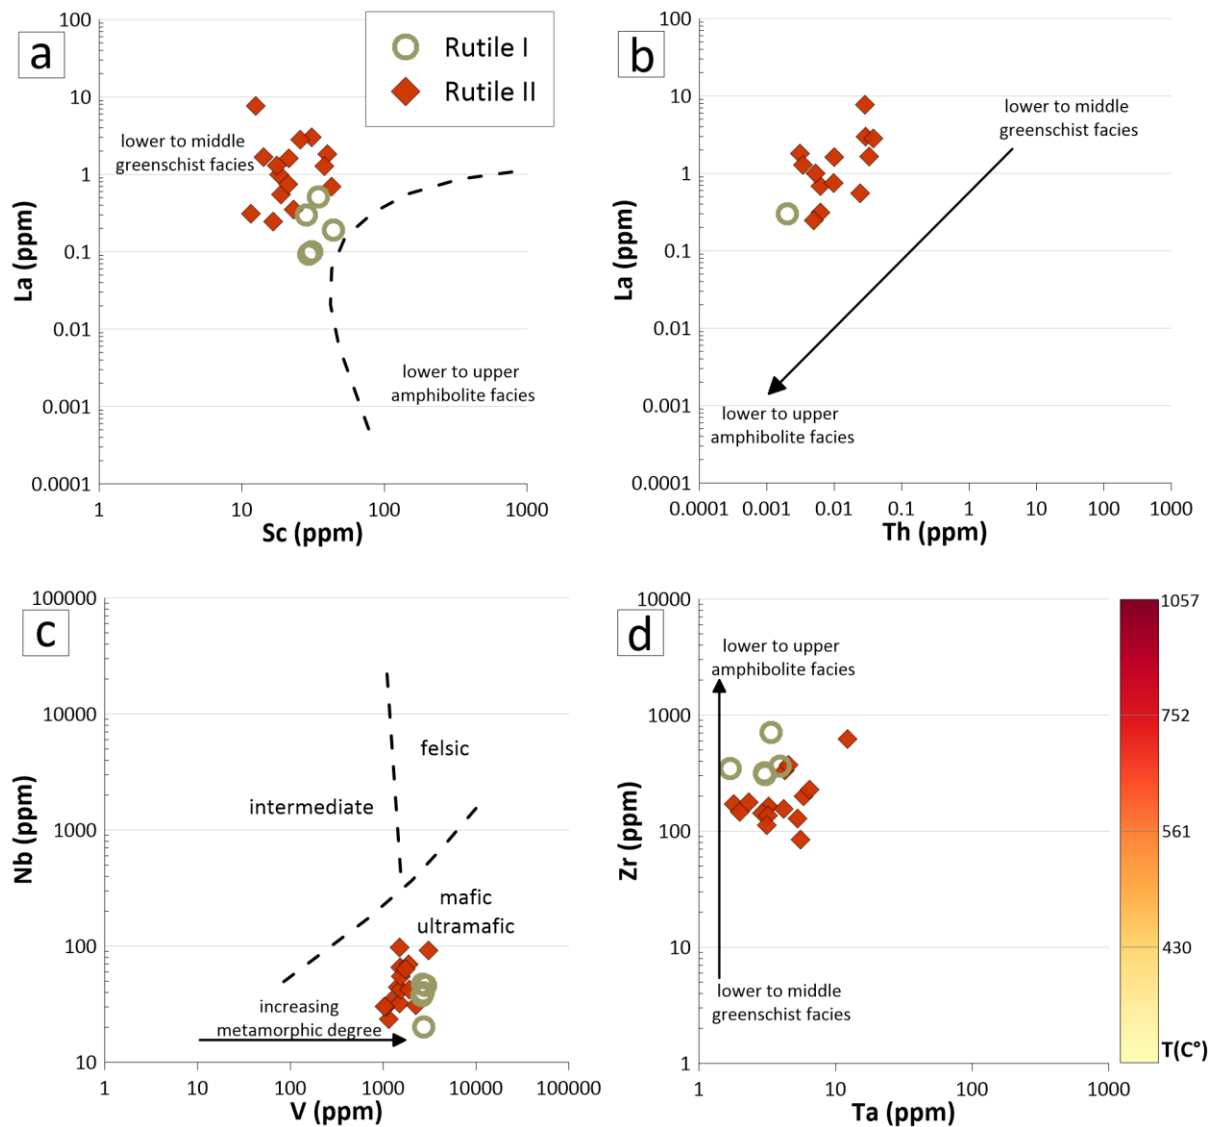 a
Rutile I
Rutile II
100
10
1
0.1
0.01
0.001
0.0001
La (ppm)
lower to middle
greenschist facies
lower to upper
amphibolite facies
1
10
100
1000
Sc (ppm)
b
100
10
1
0.1
0.01
0.001
0.0001
La (ppm)
lower to middle
greenschist facies
lower to upper
amphibolite facies
0.0001
0.001
0.01
0.1
1
10
100
1000
Th (ppm)
c
100000
10000
1000
100
10
Nb (ppm)
felsic
intermediate
mafic
ultramafic
increasing
metamorphic degree
1
10
100
1000
10000
100000
V (ppm)
d
10000
1000
100
10
1
Zr (ppm)
lower to upper
amphibolite facies
lower to middle
greenschist facies
1
10
100
1000
Ta (ppm)
1057
752
561
430
T(C°)